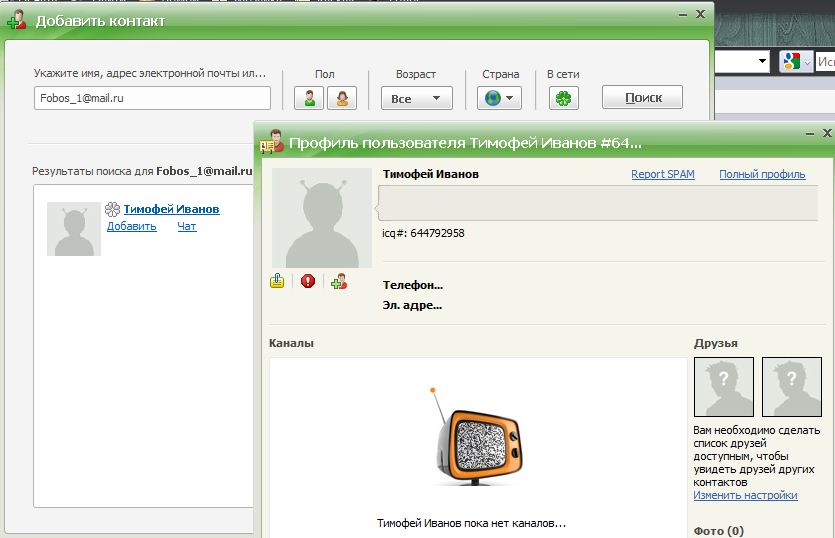 Добавить контакт
Укажите имя, адрес электронной почты ил...
Пол
Возраст
Страна
В сети
Fobos_1@mail.ru
Все
Поиск
Результаты поиска для Fobos_1@mail.ru
Тимофей Иванов
Добавить Чат
Профиль пользователя Тимофей Иванов #64...
Тимофей Иванов
Report SPAM
Полный профиль
icq#: 644792958
Телефон...
Эл. адре...
Каналы
Тимофей Иванов пока нет каналов...
Друзья
Вам необходимо сделать
список друзей
доступным, чтобы
увидеть друзей других
контактов
Изменить настройки
Фото (0)